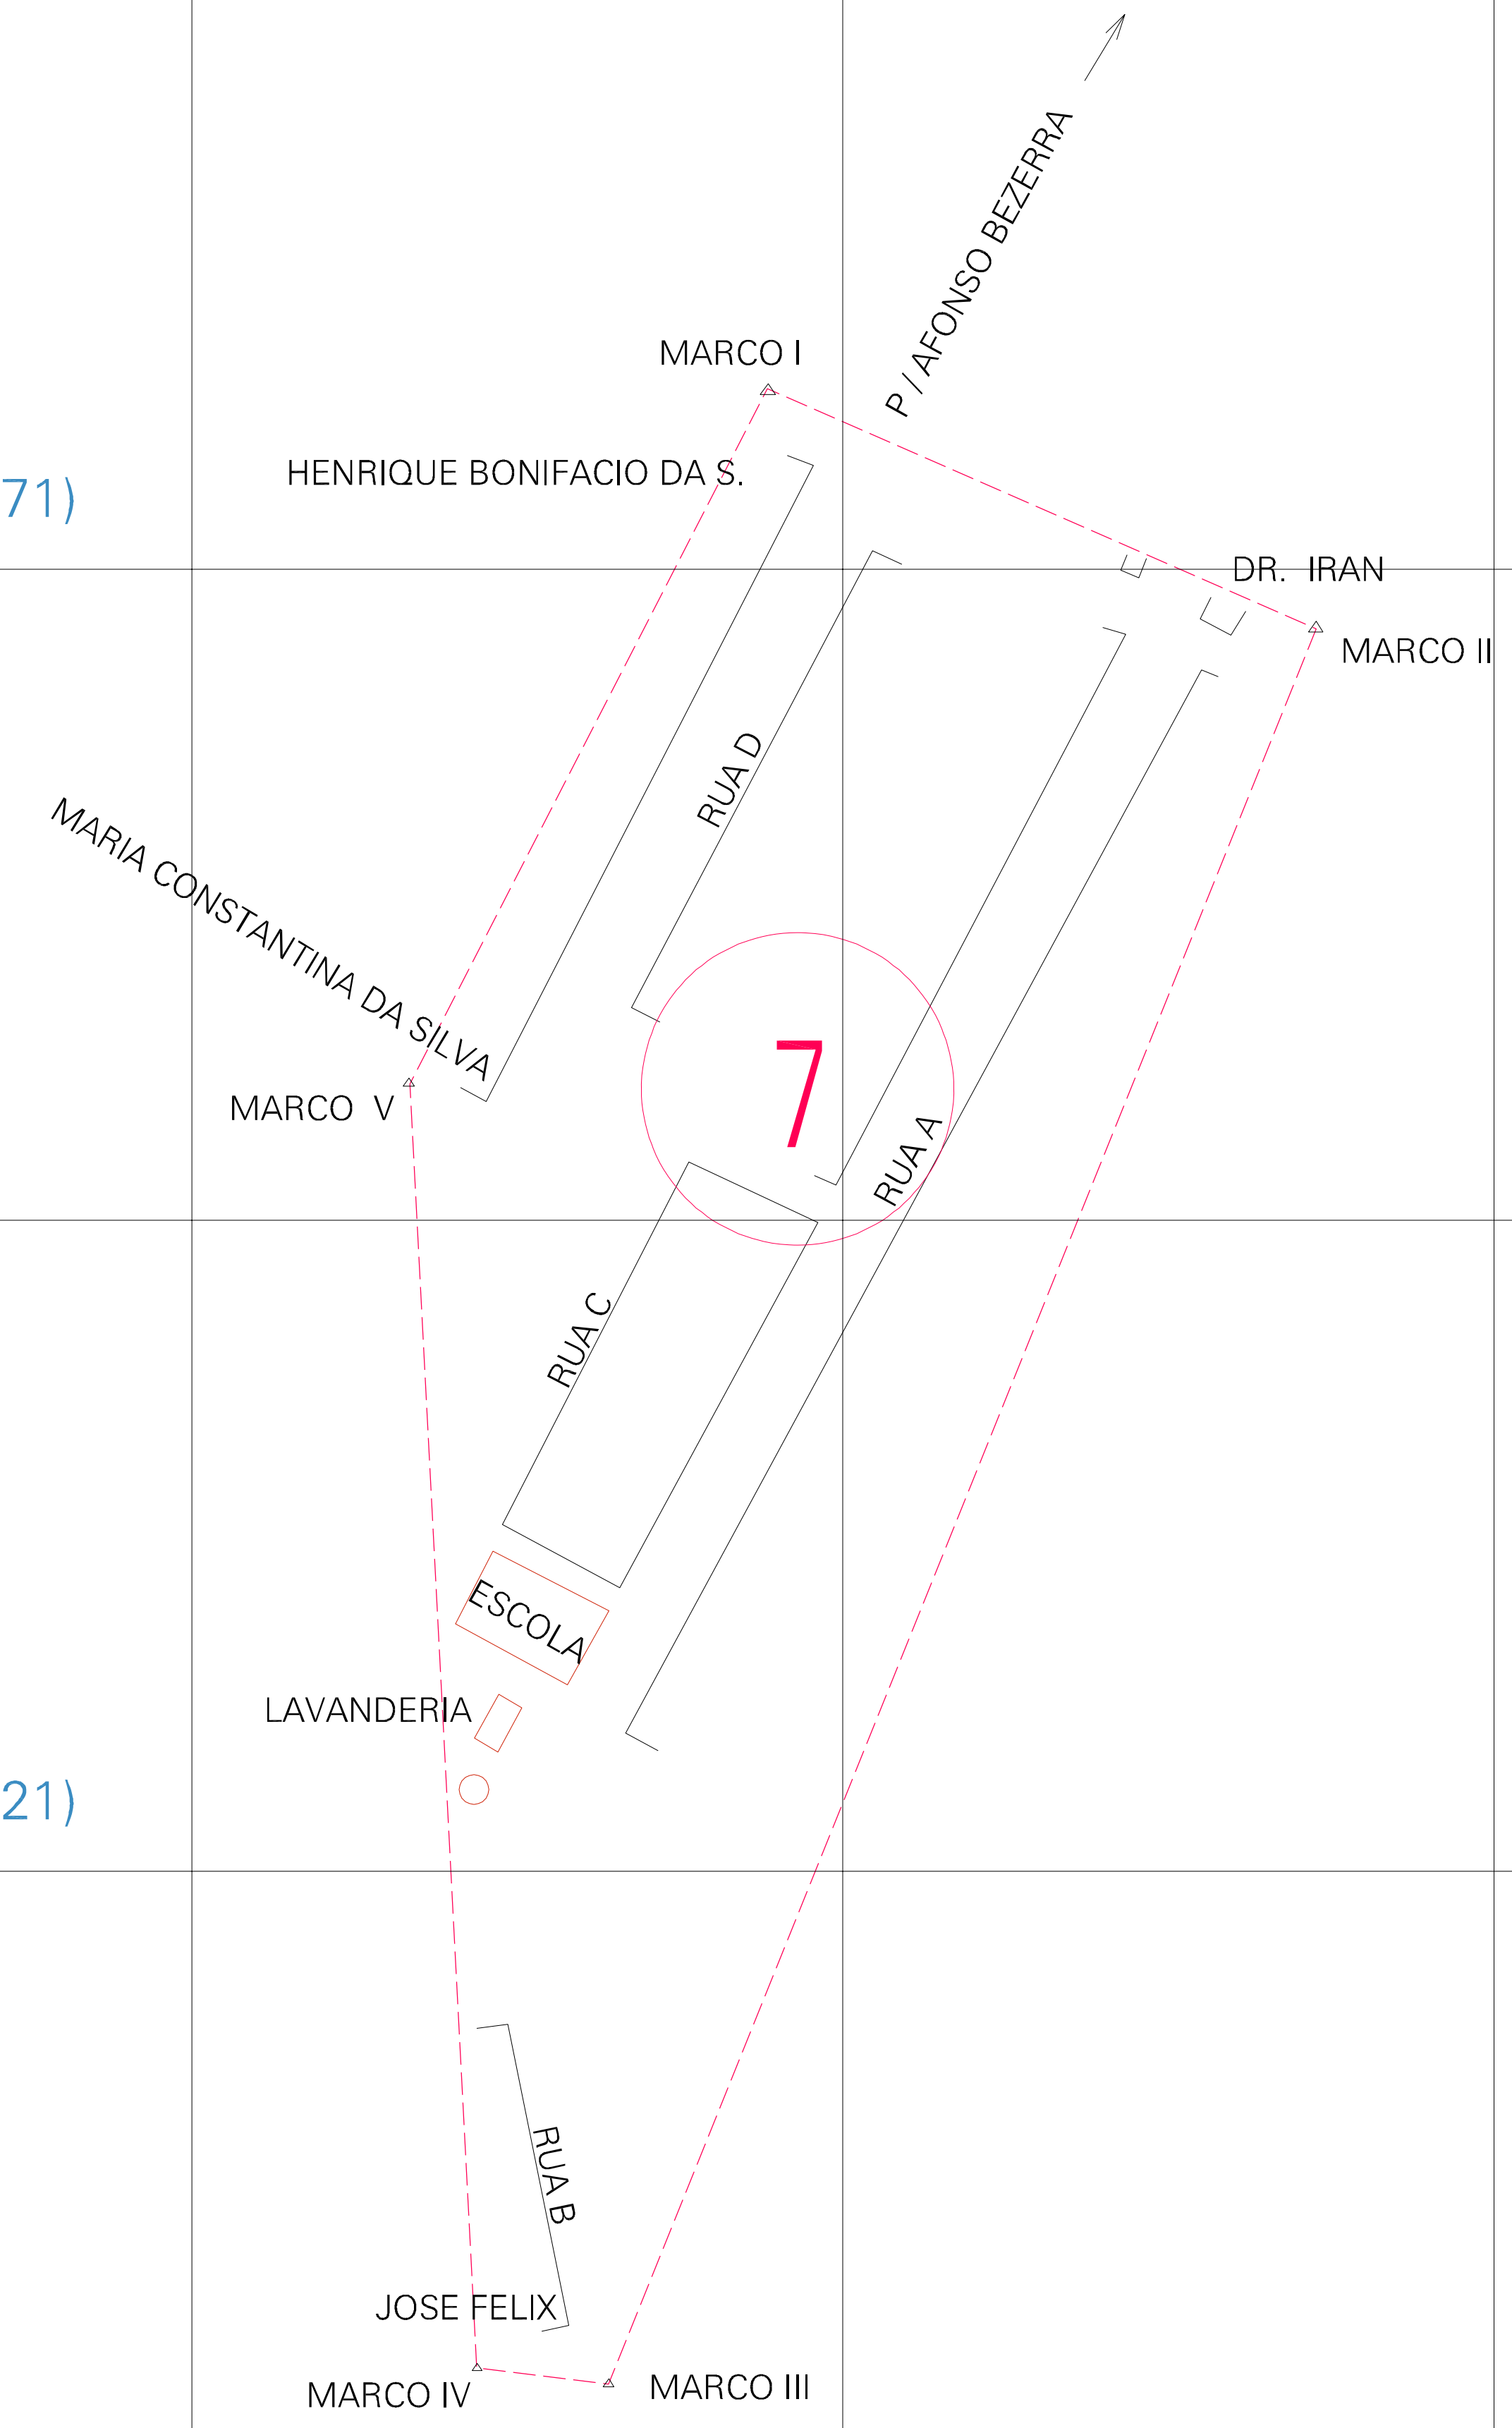 P / AFONSO BEZERRA
MARCO I
HENRIQUE BONIFACIO DA S.
71)
DR. IRAN
MARCO II
RUA D
MARIA CONSTANTINA DA SILVA
7
MARCO V
RUA A
RUA C
ESCOLA
LAVANDERIA
21)
RUA B
JOSE FELIX
MARCO III
MARCO IV